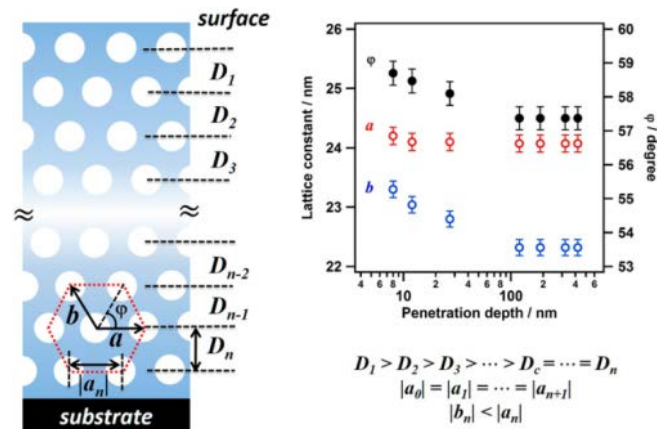 surface
D1
D2
D3
≈ ≈
Dn-2
Dn-1
Dn
b
φ
a
|an|
substrate
Lattice constant / nm
26
25
24
23
22
φ
a
b
60
59
58
57
56
55
54
53
φ / degree
4 6 8 10 2 4 6 8 100 2 4 6
Penetration depth / nm
D1 > D2 > D3 > ⋯ > Dc = ⋯ = Dn
|a0| = |a1| = ⋯ = |an+1|
|bn| < |an|